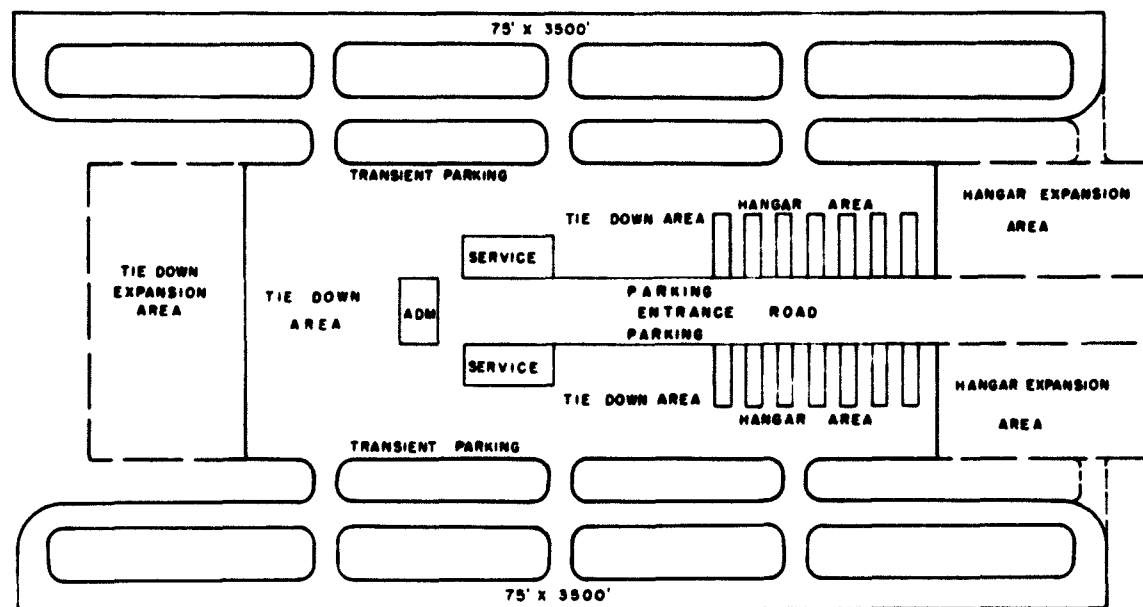 75' X 3500'
TRANSIENT PARKING
HANGAR AREA
HANGAR EXPANSION
AREA
TIE DOWN AREA
SERVICE
TIE DOWN
EXPANSION
AREA
TIE DOWN
AREA
ADM
PARKING
ENTRANCE ROAD
PARKING
SERVICE
TIE DOWN AREA
HANGAR AREA
HANGAR EXPANSION
AREA
TRANSIENT PARKING
75' X 3500'